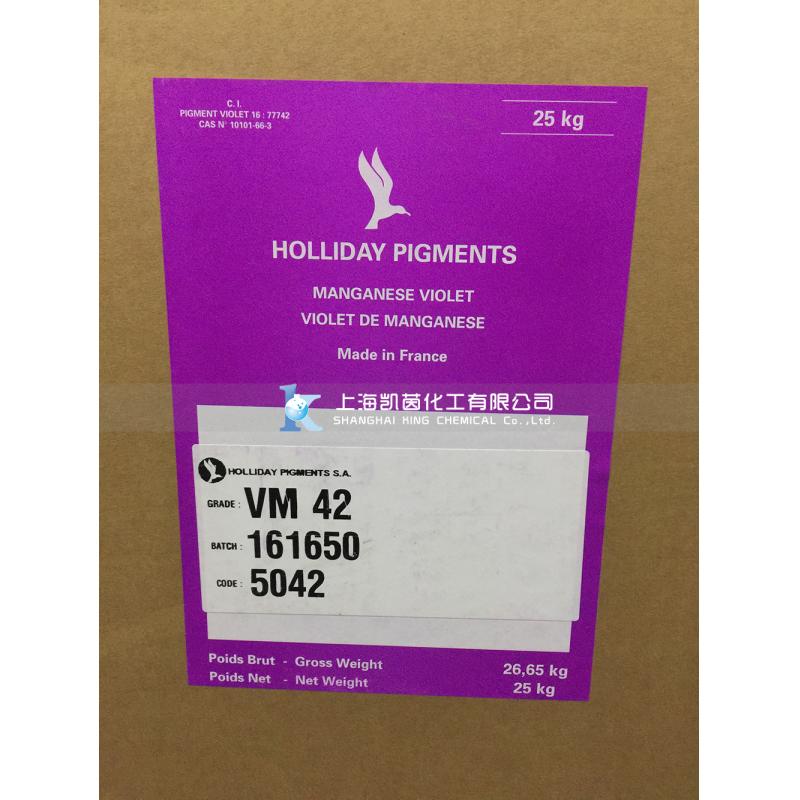 C. I.
PIGMENT VIOLET 16 : 77742
CAS N° 10101-66-3
25 kg
HOLLIDAY PIGMENTS
MANGANESE VIOLET
VIOLET DE MANGANESE
Made in France
上海凯茵化工有限公司
SHANGHAI KING CHEMICAL Co.,Ltd.
HOLLIDAY PIGMENTS S.A.
GRADE : VM 42
BATCH : 161650
CODE : 5042
Poids Brut - Gross Weight 26,65 kg
Poids Net - Net Weight 25 kg